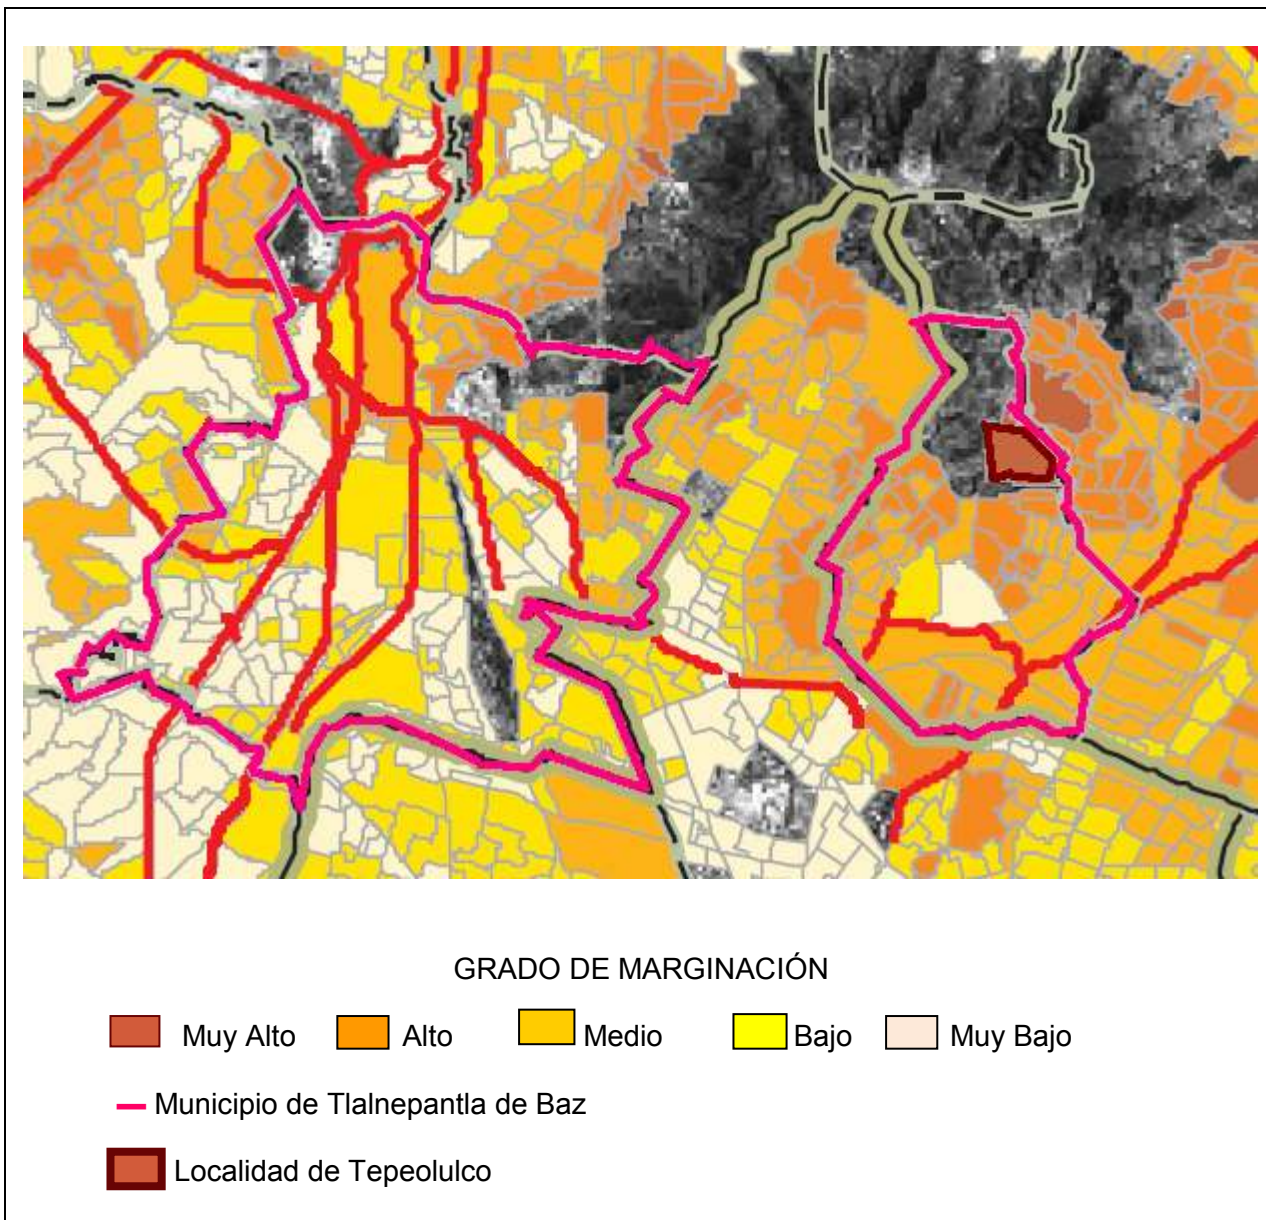 GRADO DE MARGINACIÓN
Muy Alto Alto Medio Bajo Muy Bajo
Municipio de Tlalnepantla de Baz
Localidad de Tepeolulco